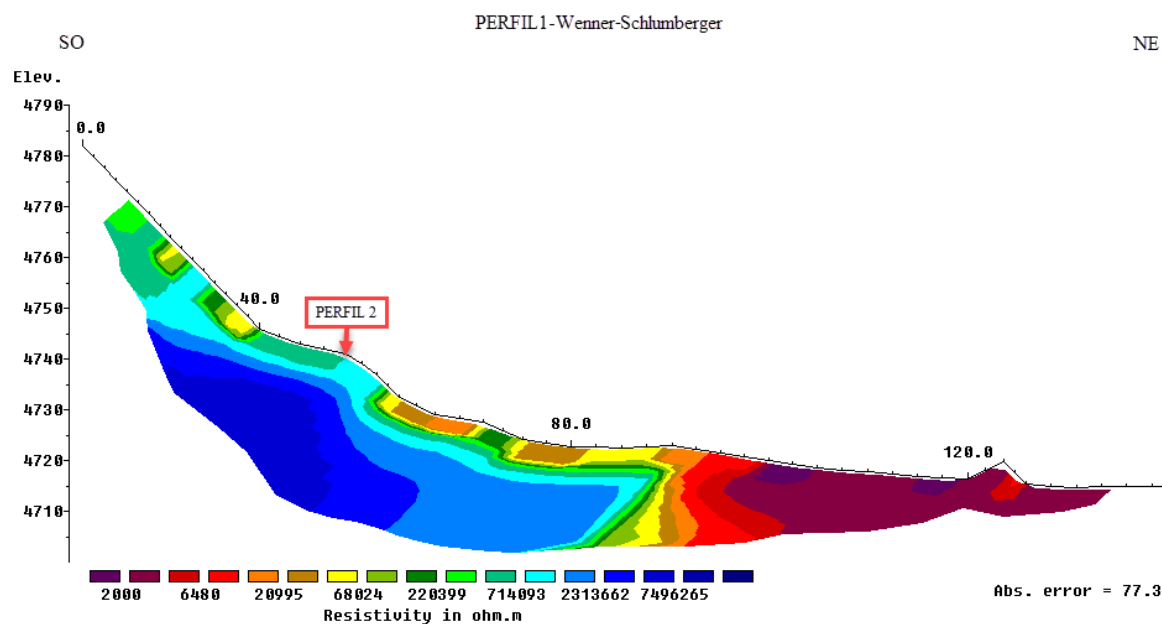 PERFIL1-Wenner-Schlumberger
SO NE
Elev.
4790
0.0
4780
4770
4760
4750
40.0
PERFIL 2
4740
4730
80.0
4720
120.0
4710
2000 6480 20995 68024 220399 714093 2313662 7496265
Abs. error = 77.3
Resistivity in ohm.m